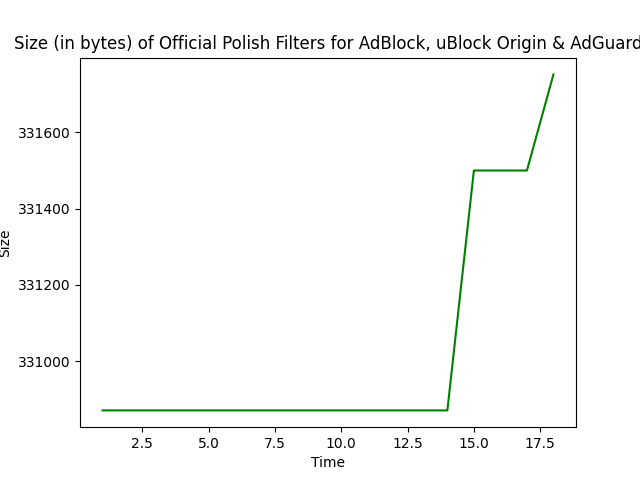 Size (in bytes) of Official Polish Filters for AdBlock, uBlock Origin & AdGuard
331600
331400
331200
331000
Size
2.5 5.0 7.5 10.0 12.5 15.0 17.5
Time